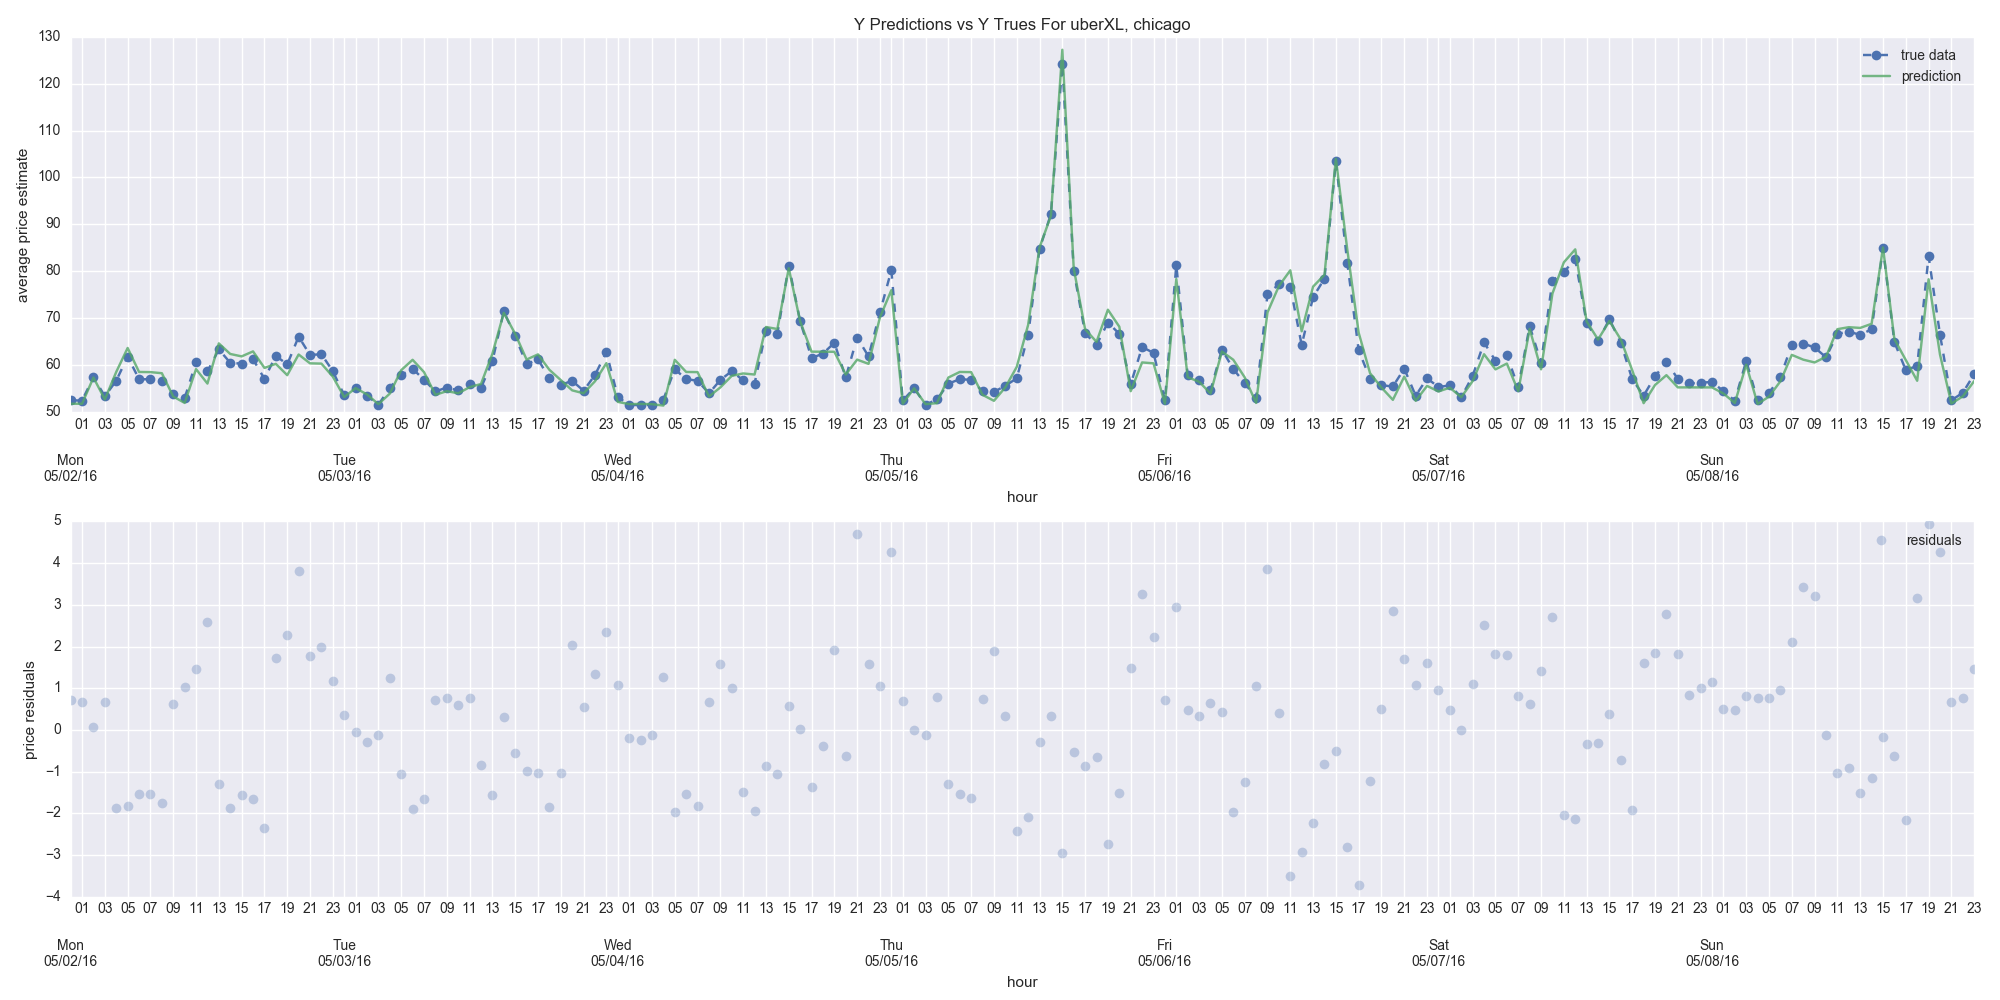 Y Predictions vs Y Trues For uberXL, chicago
130
120
110
100
90
80
70
60
50
average price estimate
true data
prediction
01 03 05 07 09 11 13 15 17 19 21 23 01 03 05 07 09 11 13 15 17 19 21 23 01 03 05 07 09 11 13 15 17 19 21 23 01 03 05 07 09 11 13 15 17 19 21 23 01 03 05 07 09 11 13 15 17 19 21 23 01 03 05 07 09 11 13 15 17 19 21 23 01 03 05 07 09 11 13 15 17 19 21 23
Mon Tue Wed Thu Fri Sat Sun
05/02/16 05/03/16 05/04/16 05/05/16 05/06/16 05/07/16 05/08/16
hour
5
4
3
2
1
0
−1
−2
−3
−4
price residuals
residuals
01 03 05 07 09 11 13 15 17 19 21 23 01 03 05 07 09 11 13 15 17 19 21 23 01 03 05 07 09 11 13 15 17 19 21 23 01 03 05 07 09 11 13 15 17 19 21 23 01 03 05 07 09 11 13 15 17 19 21 23 01 03 05 07 09 11 13 15 17 19 21 23 01 03 05 07 09 11 13 15 17 19 21 23
Mon Tue Wed Thu Fri Sat Sun
05/02/16 05/03/16 05/04/16 05/05/16 05/06/16 05/07/16 05/08/16
hour